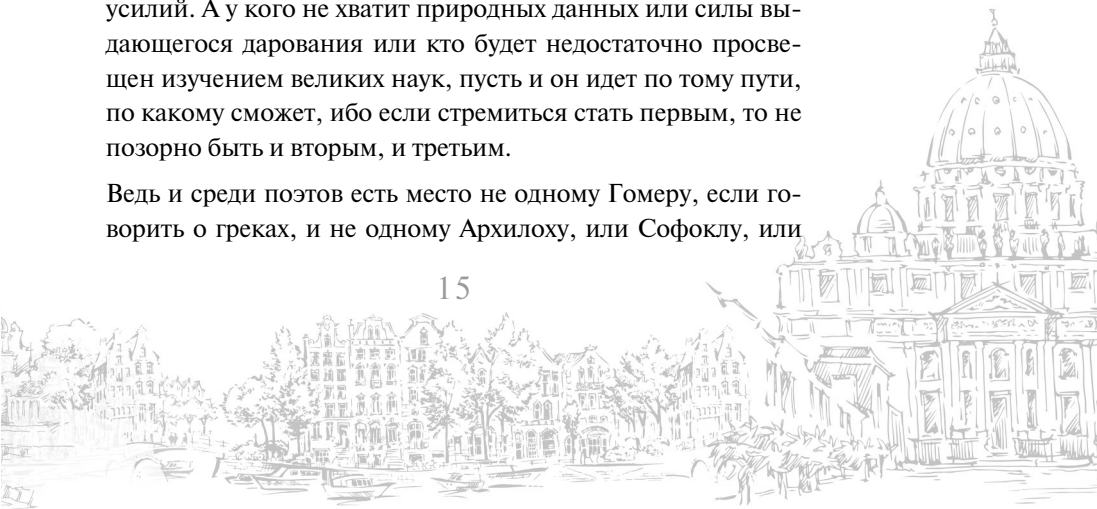 усилий. А у кого не хватит природных данных или силы вы-
дающегося дарования или кто будет недостаточно просве-
щен изучением великих наук, пусть и он идет по тому пути,
по какому сможет, ибо если стремиться стать первым, то не
позорно быть и вторым, и третьим.
Ведь и среди поэтов есть место не одному Гомеру, если го-
ворить о греках, и не одному Архилоху, или Софоклу, или
15